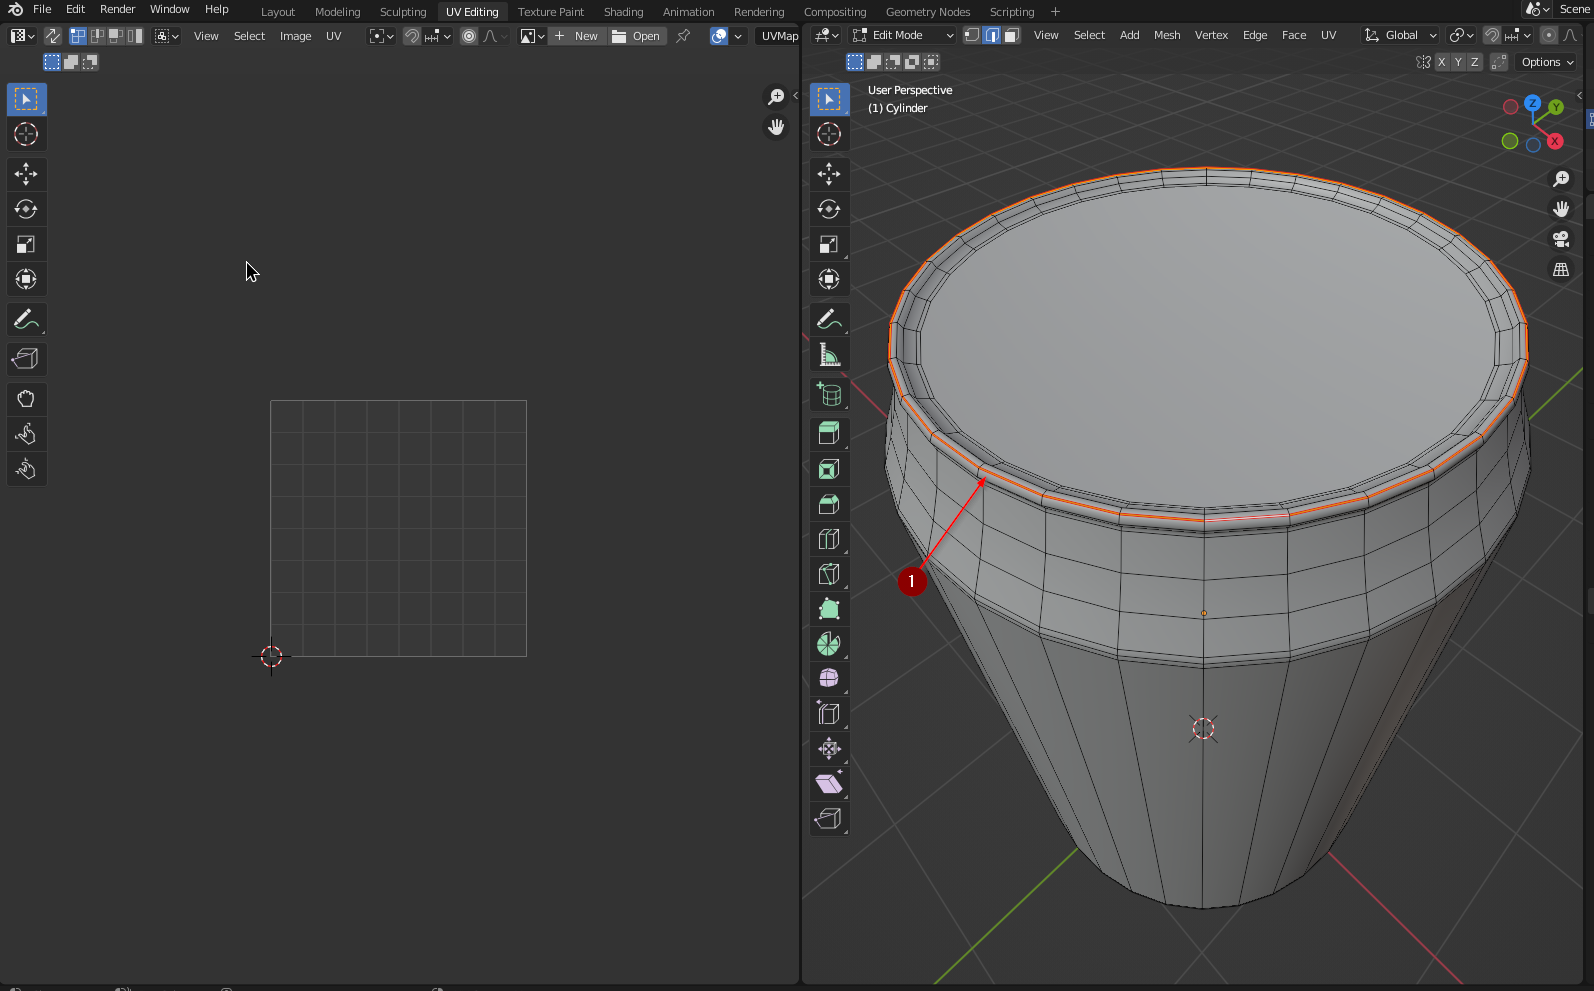 File Edit Render Window Help Layout Modeling Sculpting UV Editing Texture Paint Shading Animation Rendering Compositing Geometry Nodes Scripting + Scene
View Select Image UV New Open UVMap
Edit Mode View Select Add Mesh Vertex Edge Face UV Global
X Y Z Options
User Perspective
(1) Cylinder
Z
Y
X
1